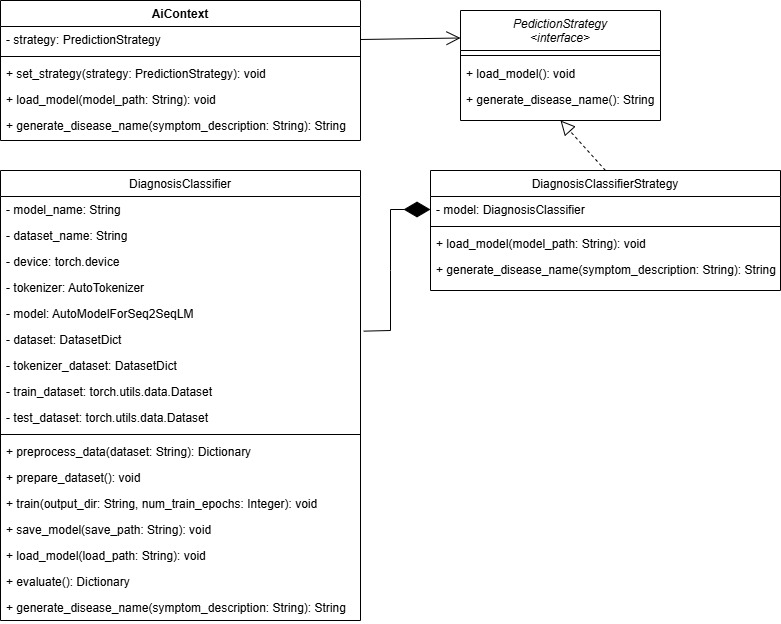 AiContext
- strategy: PredictionStrategy
+ set_strategy(strategy: PredictionStrategy): void
+ load_model(model_path: String): void
+ generate_disease_name(symptom_description: String): String
PedictionStrategy
<interface>
+ load_model(): void
+ generate_disease_name(): String
DiagnosisClassifier
- model_name: String
- dataset_name: String
- device: torch.device
- tokenizer: AutoTokenizer
- model: AutoModelForSeq2SeqLM
- dataset: DatasetDict
- tokenizer_dataset: DatasetDict
- train_dataset: torch.utils.data.Dataset
- test_dataset: torch.utils.data.Dataset
+ preprocess_data(dataset: String): Dictionary
+ prepare_dataset(): void
+ train(output_dir: String, num_train_epochs: Integer): void
+ save_model(save_path: String): void
+ load_model(load_path: String): void
+ evaluate(): Dictionary
+ generate_disease_name(symptom_description: String): String
DiagnosisClassifierStrategy
- model: DiagnosisClassifier
+ load_model(model_path: String): void
+ generate_disease_name(symptom_description: String): String